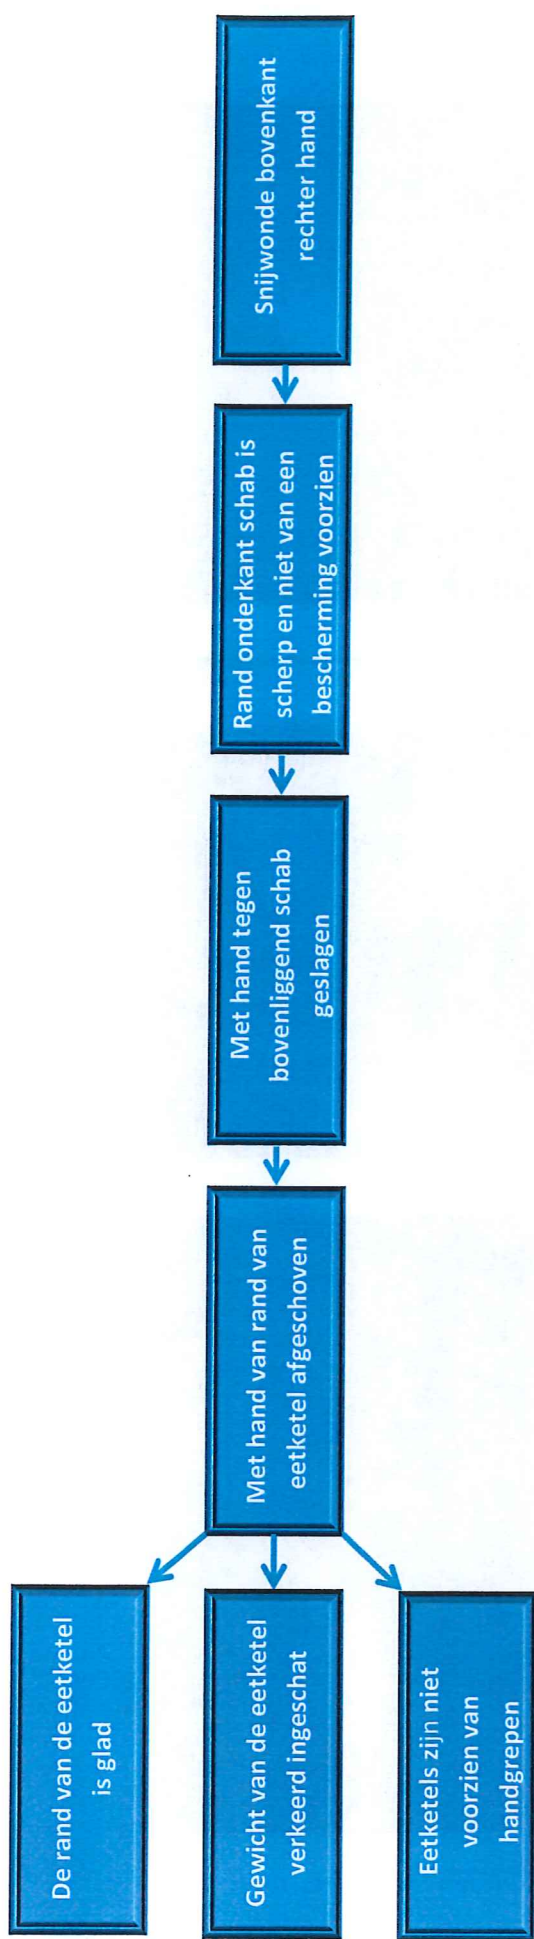 Snijwonde bovenkant
rechter hand
Rand onderkant schab is
scherp en niet van een
bescherming voorzien
Met hand tegen
bovenliggend schab
geslagen
Met hand van rand van
eetketel afgeschoven
De rand van de eetketel
is glad
Gewicht van de eetketel
verkeerd ingeschat
Eetketels zijn niet
voorzien van
handgrepen